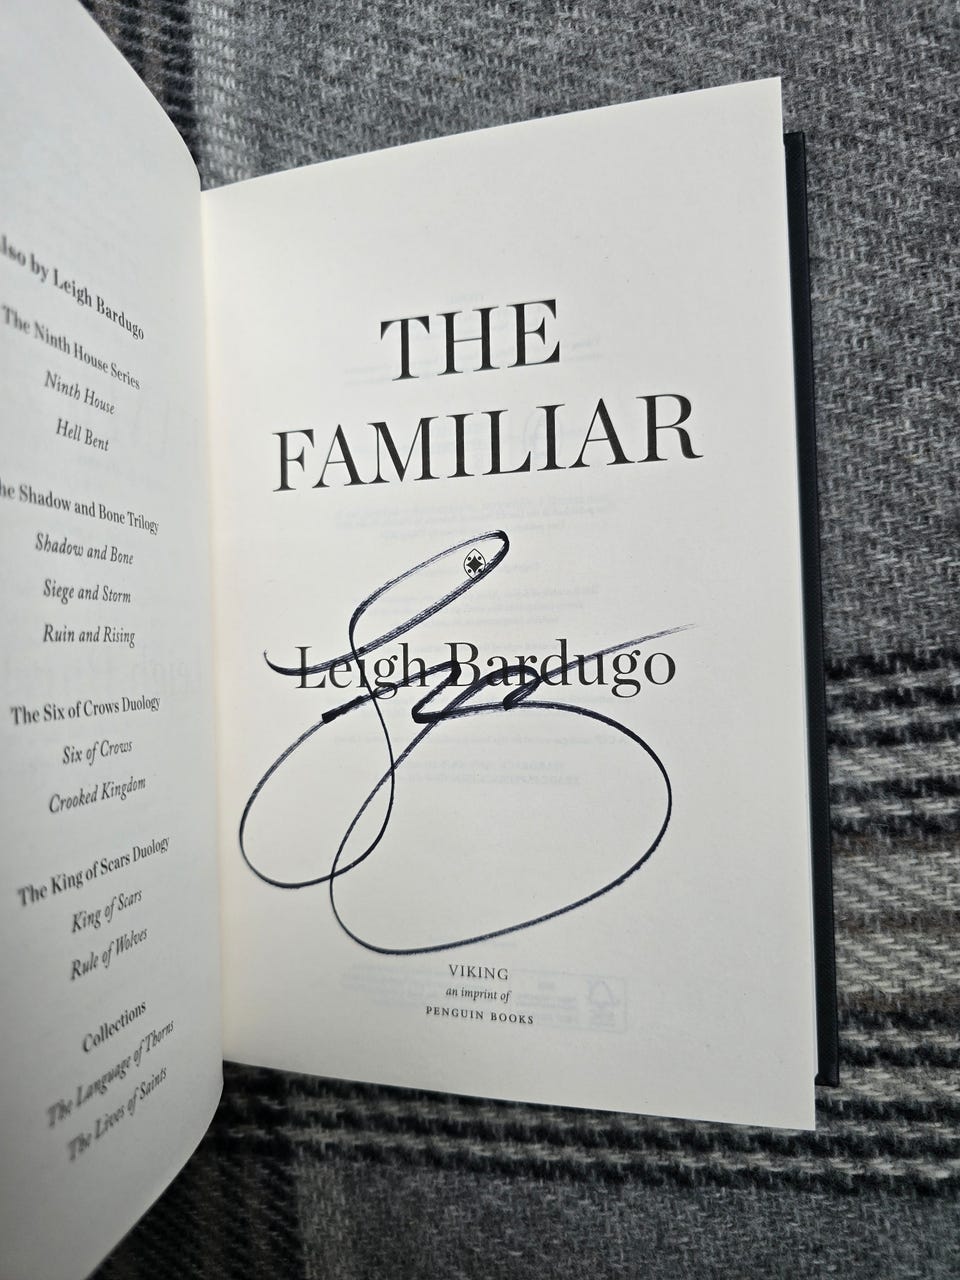 lso by Leigh Bardugo
The Ninth House Series
Ninth House
Hell Bent
he Shadow and Bone Trilogy
Shadow and Bone
Siege and Storm
Ruin and Rising
The Six of Crows Duology
Six of Crows
Crooked Kingdom
The King of Scars Duology
King of Scars
Rule of Wolves
Collections
The Language of Thorns
The Lives of Saints
THE
FAMILIAR
Leigh Bardugo
VIKING
an imprint of
PENGUIN BOOKS